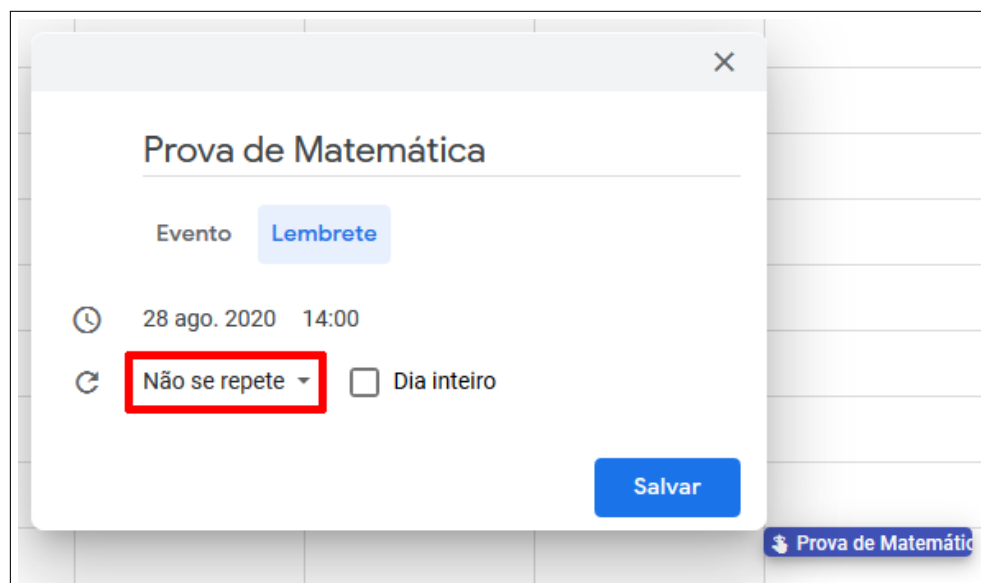 Prova de Matemática
Evento Lembrete
28 ago. 2020 14:00
Não se repete Dia inteiro
Salvar
Prova de Matemátic